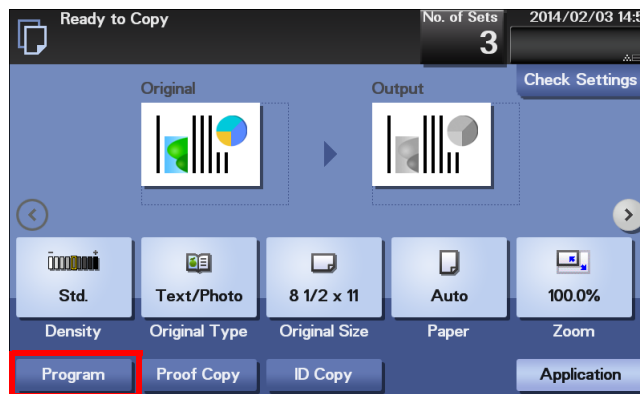 Ready to Copy
No. of Sets
3
2014/02/03 14:5
Original
Output
Check Settings
Std.
Text/Photo
8 1/2 x 11
Auto
100.0%
Density
Original Type
Original Size
Paper
Zoom
Program
Proof Copy
ID Copy
Application